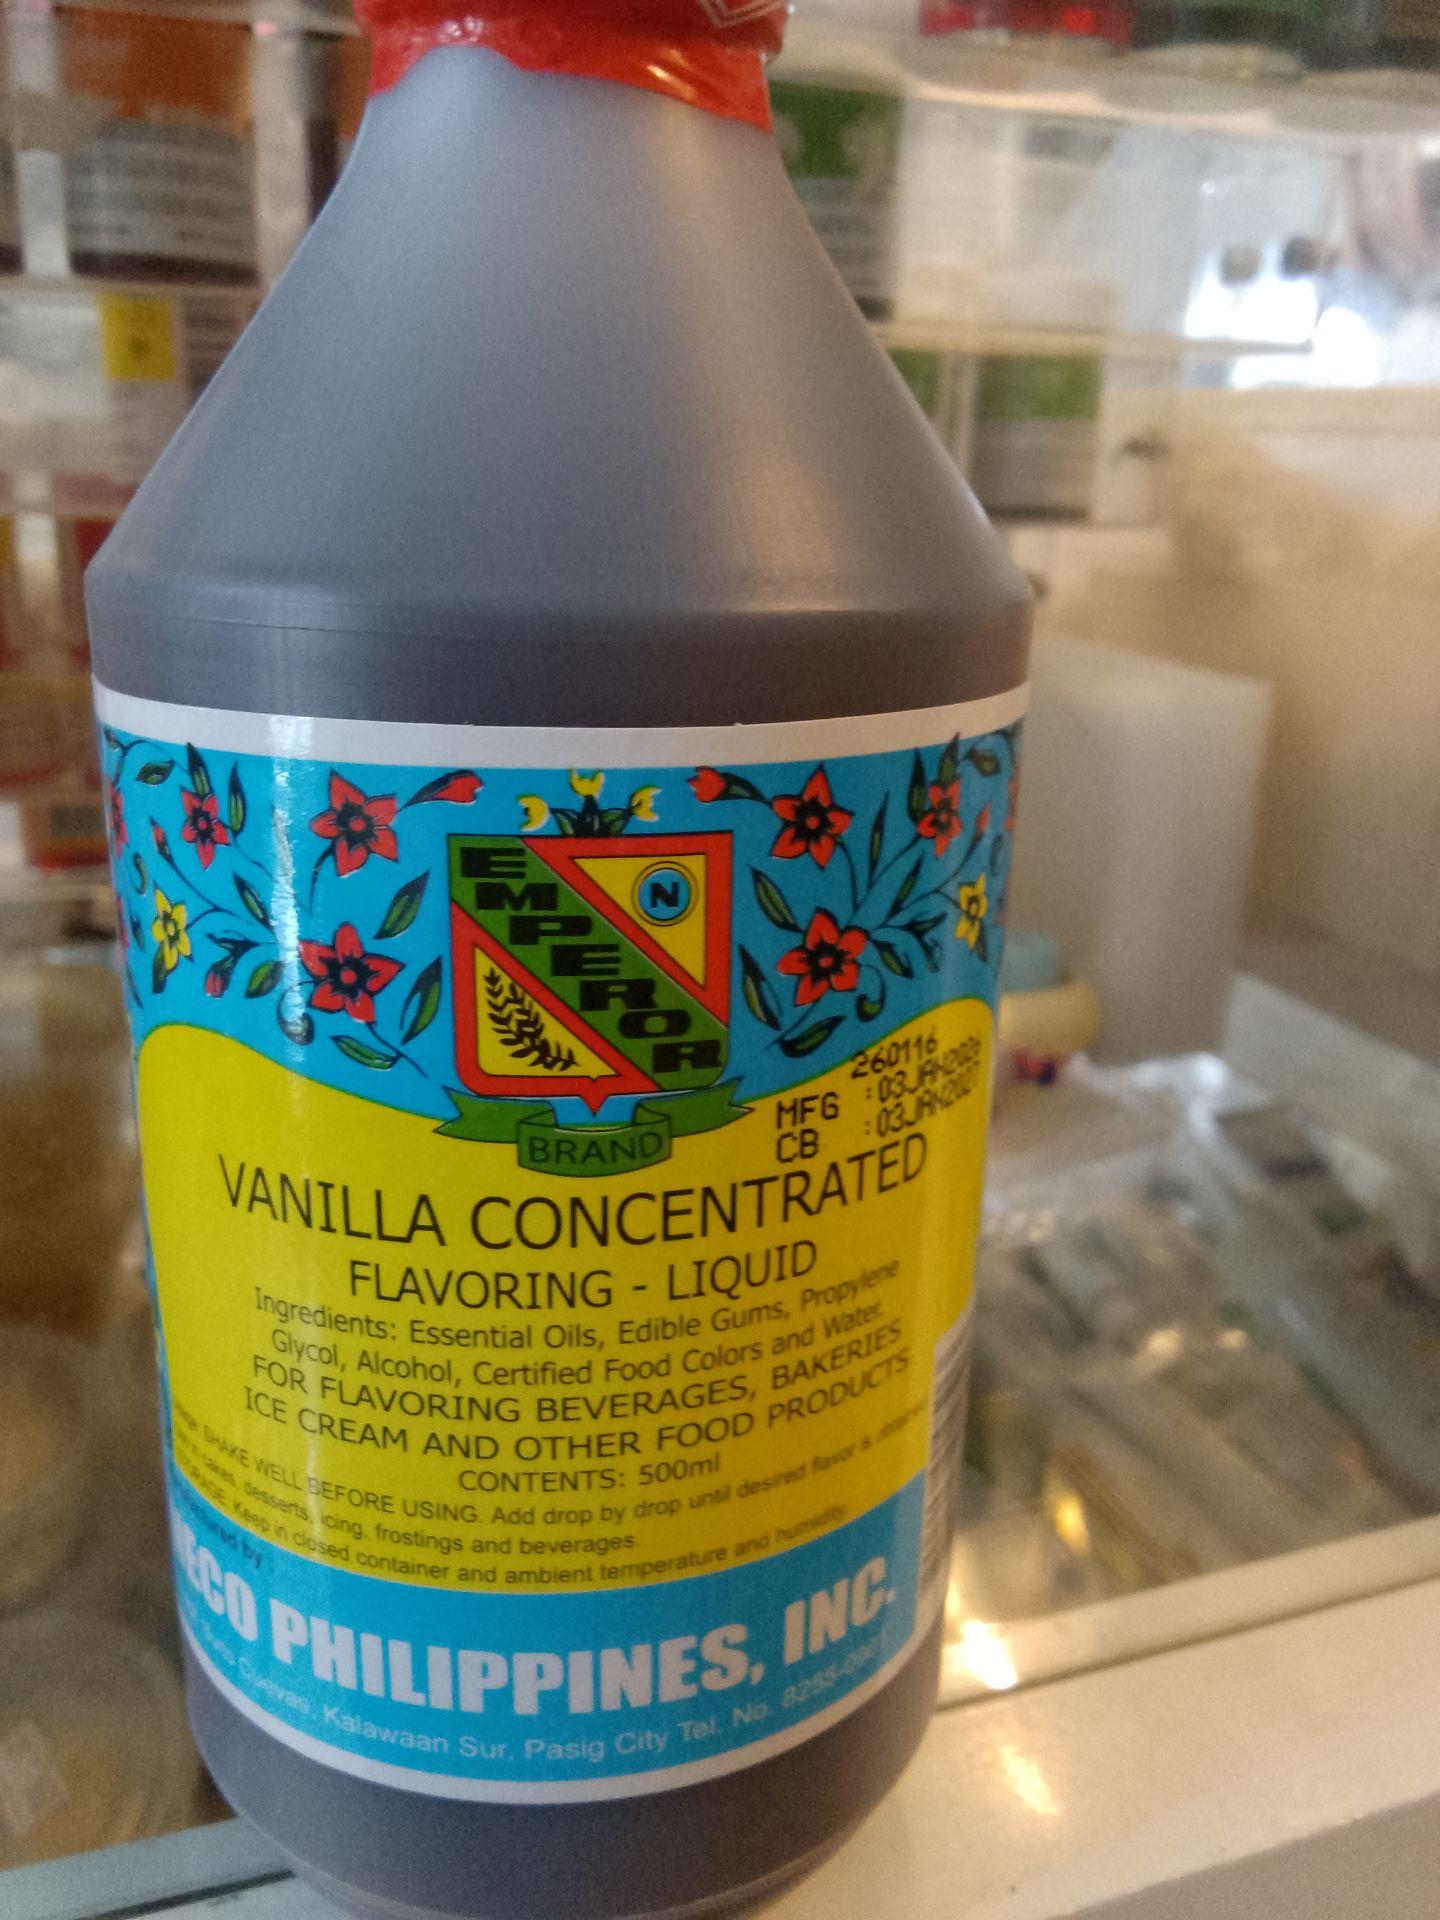 EMPEROR
N
BRAND
260116
MFG : 03JAN2026
CB : 03JAN2027
VANILLA CONCENTRATED
FLAVORING - LIQUID
Ingredients: Essential Oils, Edible Gums, Propylene
Glycol, Alcohol, Certified Food Colors and Water.
FOR FLAVORING BEVERAGES, BAKERIES
ICE CREAM AND OTHER FOOD PRODUCTS
CONTENTS: 500ml
SHAKE WELL BEFORE USING. Add drop by drop until desired flavor is
in cakes, desserts, icing, frostings and beverages.
Keep in closed container and ambient temperature and humidity.
by :
PHILIPPINES, INC.
Cuevas, Kalawaan Sur, Pasig City Tel. No.